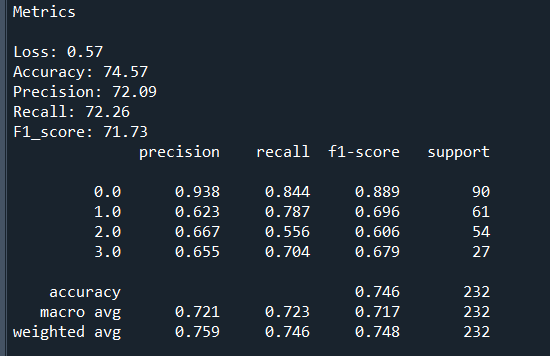 Metrics
Loss: 0.57
Accuracy: 74.57
Precision: 72.09
Recall: 72.26
F1_score: 71.73
precision recall f1-score support
0.0 0.938 0.844 0.889 90
1.0 0.623 0.787 0.696 61
2.0 0.667 0.556 0.606 54
3.0 0.655 0.704 0.679 27
accuracy 0.746 232
macro avg 0.721 0.723 0.717 232
weighted avg 0.759 0.746 0.748 232